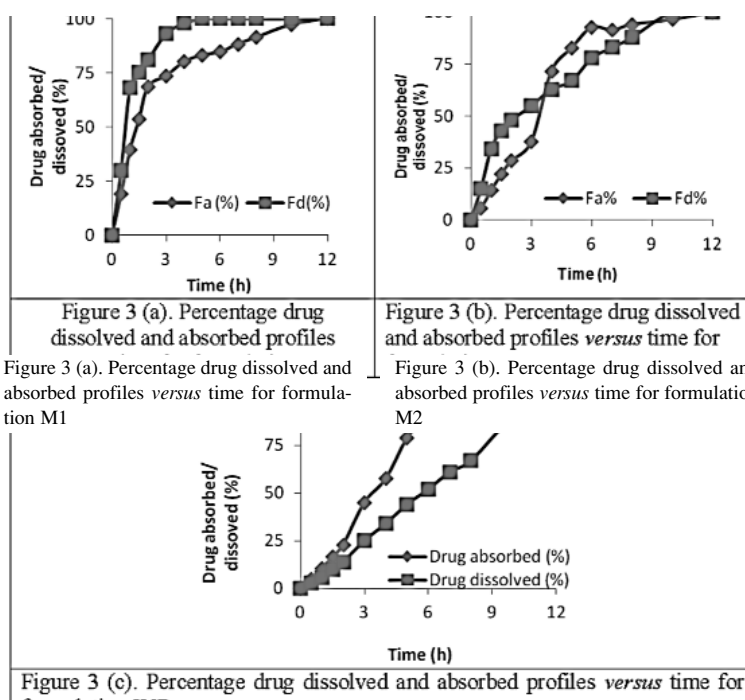 100
75
50
25
0
Drug absorbed/
dissoved (%)
Fa (%) Fd(%)
0 3 6 9 12
Time (h)
Figure 3 (a). Percentage drug
dissolved and absorbed profiles
100
75
50
25
0
Drug absorbed/
dissoved (%)
Fa% Fd%
0 3 6 9 12
Time (h)
Figure 3 (b). Percentage drug dissolved
and absorbed profiles versus time for
Figure 3 (a). Percentage drug dissolved and
absorbed profiles versus time for formula-
tion M1
Figure 3 (b). Percentage drug dissolved an
absorbed profiles versus time for formulatio
M2
75
50
25
0
Drug absorbed/
dissoved (%)
Drug absorbed (%)
Drug dissolved (%)
0 3 6 9 12
Time (h)
Figure 3 (c). Percentage drug dissolved and absorbed profiles versus time for